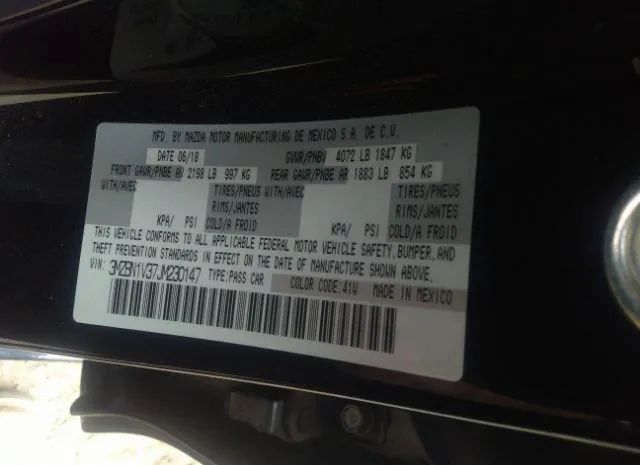 MFD. BY MAZDA MOTOR MANUFACTURING DE MEXICO S.A. DE C.V.
DATE 06/18 GVWR/PNBV 4072 LB 1847 KG
FRONT GAWR/PNBE AV 2198 LB 997 KG REAR GAWR/PNBE AR 1883 LB 854 KG
WITH/AVEC TIRES/PNEUS WITH/AVEC TIRES/PNEUS
RIMS/JANTES RIMS/JANTES
KPA/ PSI COLD/A FROID KPA/ PSI COLD/A FROID
THIS VEHICLE CONFORMS TO ALL APPLICABLE FEDERAL MOTOR VEHICLE SAFETY, BUMPER, AND
THEFT PREVENTION STANDARDS IN EFFECT ON THE DATE OF MANUFACTURE SHOWN ABOVE.
VIN: 3MZBN1V37JM230147 TYPE:PASS CAR COLOR CODE:41W MADE IN MEXICO